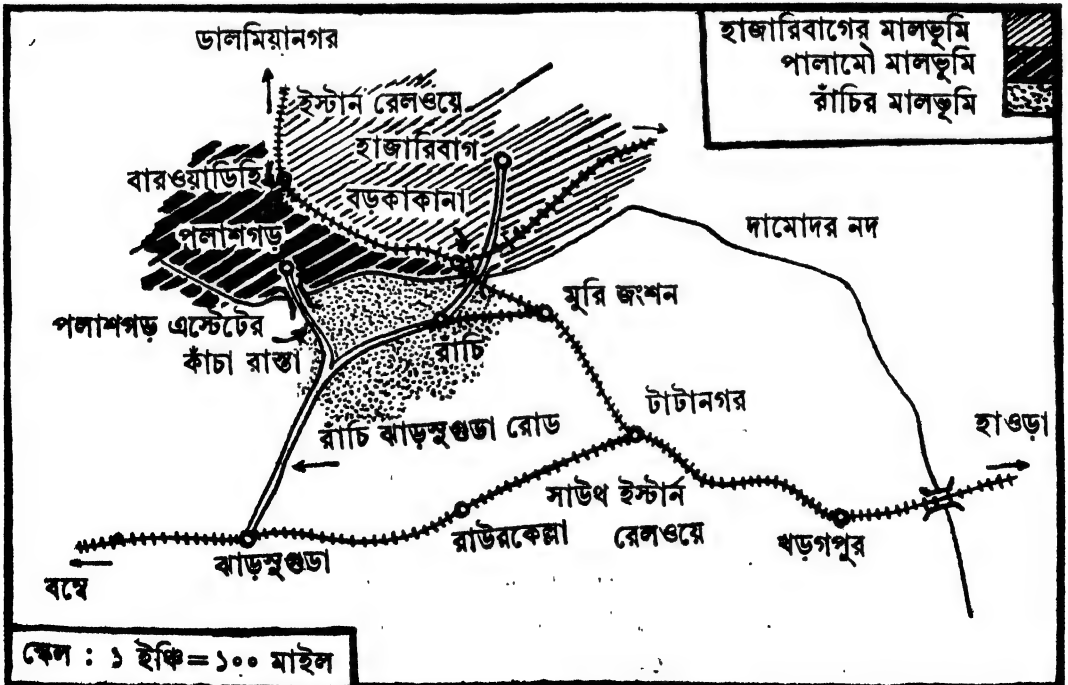 ডালমিয়ানগর
হাজারিবাগের মালভূমি
পালামৌ মালভূমি
রাঁচির মালভূমি
ইস্টার্ন রেলওয়ে
হাজারিবাগ
বারওয়াডিহি
বড়কাকানা
পলাশগড়
দামোদর নদ
মুরি জংশন
পলাশগড় এস্টেটের
কাঁচা রাস্তা
রাঁচি
টাটানগর
রাঁচি ঝাড়সুগুডা রোড
হাওড়া
সাউথ ইস্টার্ন
রেলওয়ে
রাউরকেল্লা
খড়গপুর
ঝাড়সুগুডা
বম্বে
স্কেল : ১ ইঞ্চি=১০০ মাইল